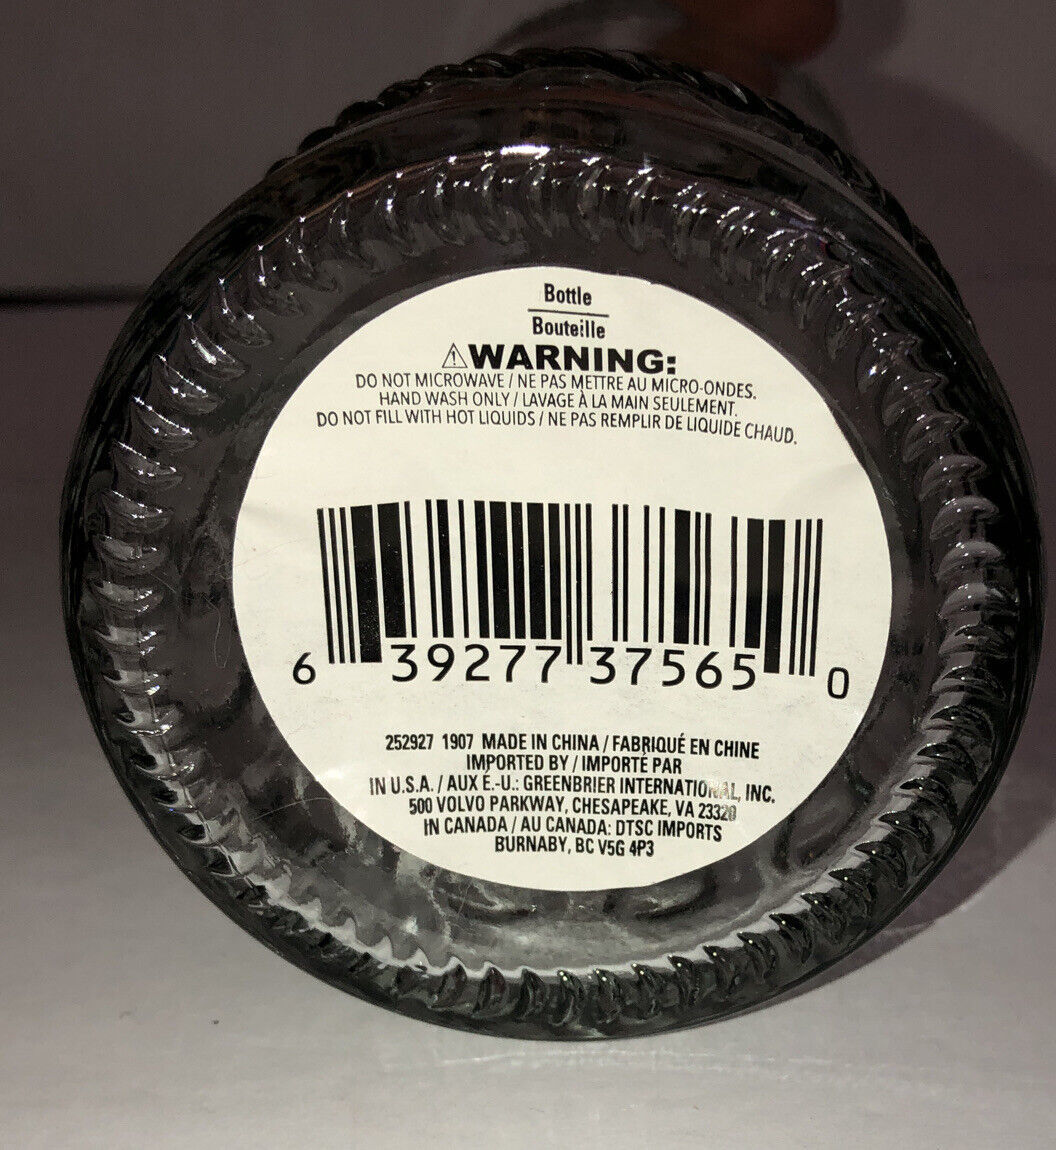 Bottle
Bouteille
⚠WARNING:
DO NOT MICROWAVE / NE PAS METTRE AU MICRO-ONDES.
HAND WASH ONLY / LAVAGE À LA MAIN SEULEMENT.
DO NOT FILL WITH HOT LIQUIDS / NE PAS REMPLIR DE LIQUIDE CHAUD.
6 39277 37565 0
252927 1907 MADE IN CHINA / FABRIQUÉ EN CHINE
IMPORTED BY / IMPORTÉ PAR
IN U.S.A. / AUX E.-U.: GREENBRIER INTERNATIONAL, INC.
500 VOLVO PARKWAY, CHESAPEAKE, VA 23320
IN CANADA / AU CANADA: DTSC IMPORTS
BURNABY, BC V5G 4P3